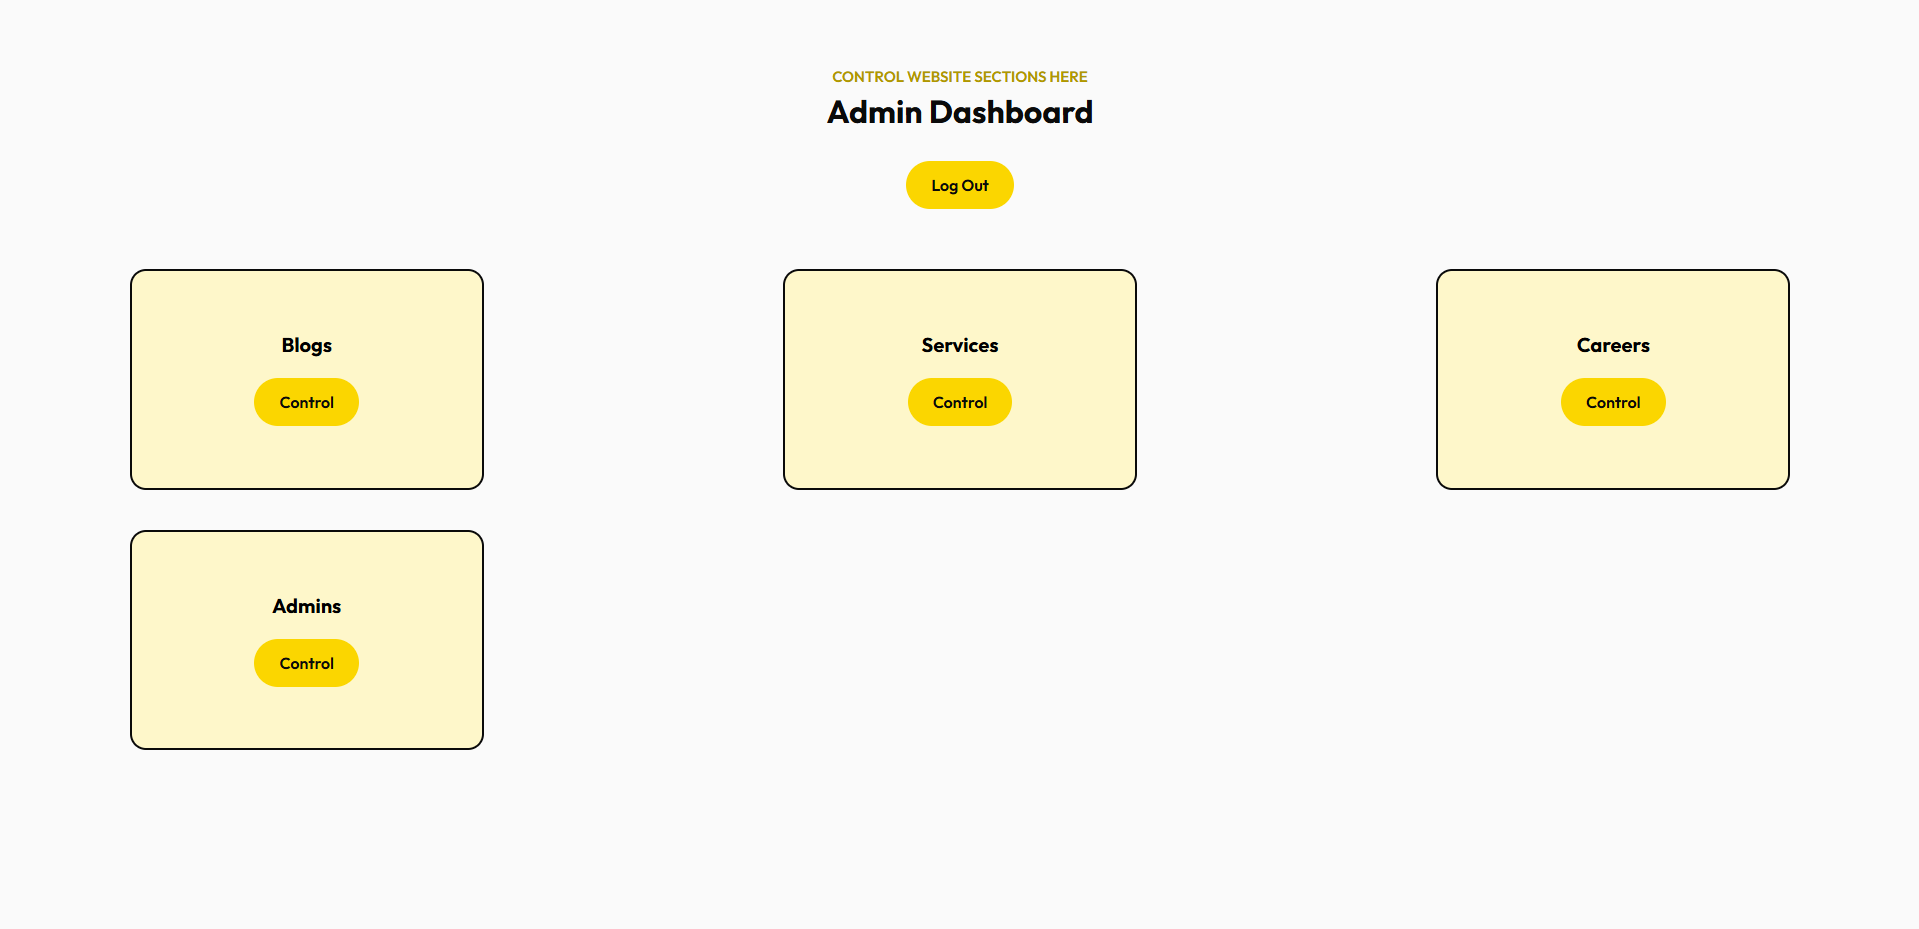 CONTROL WEBSITE SECTIONS HERE
Admin Dashboard
Log Out
Blogs
Control
Services
Control
Careers
Control
Admins
Control